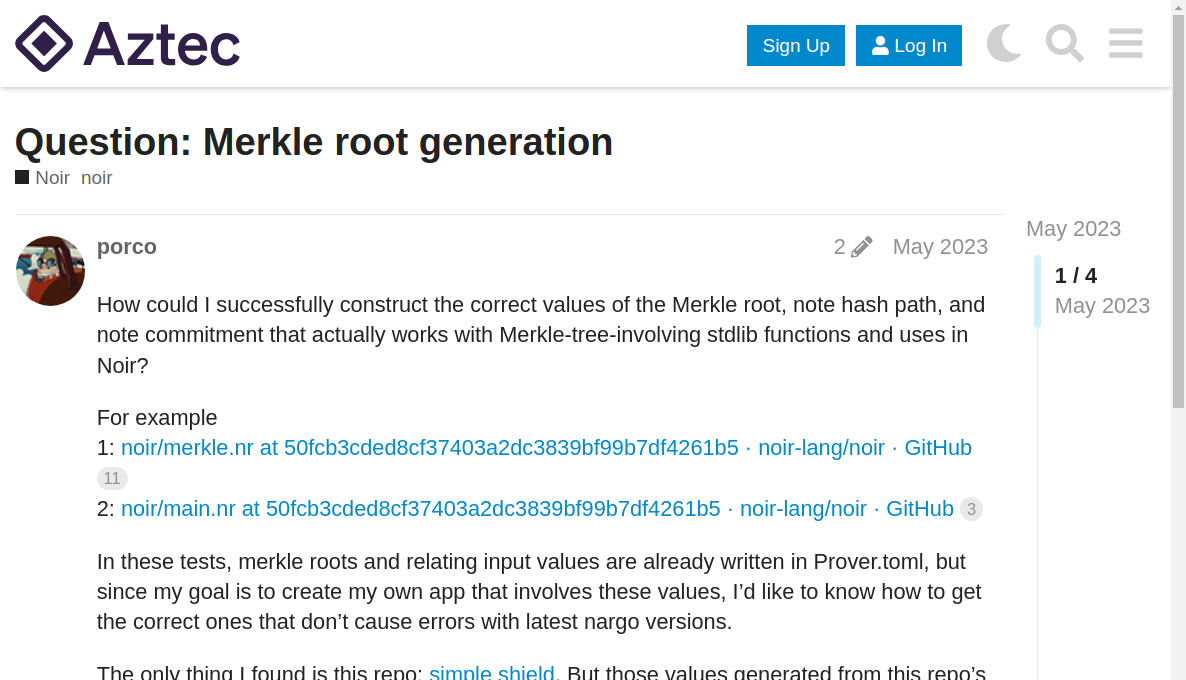 Aztec
Sign Up
Log In
Question: Merkle root generation
Noir noir
porco
2
May 2023
How could I successfully construct the correct values of the Merkle root, note hash path, and
note commitment that actually works with Merkle-tree-involving stdlib functions and uses in
Noir?
For example
1: noir/merkle.nr at 50fcb3cded8cf37403a2dc3839bf99b7df4261b5 · noir-lang/noir · GitHub
11
2: noir/main.nr at 50fcb3cded8cf37403a2dc3839bf99b7df4261b5 · noir-lang/noir · GitHub 3
In these tests, merkle roots and relating input values are already written in Prover.toml, but
since my goal is to create my own app that involves these values, I’d like to know how to get
the correct ones that don’t cause errors with latest nargo versions.
The only thing I found is this repo: simple shield. But those values generated from this repo’s
May 2023
1 / 4
May 2023